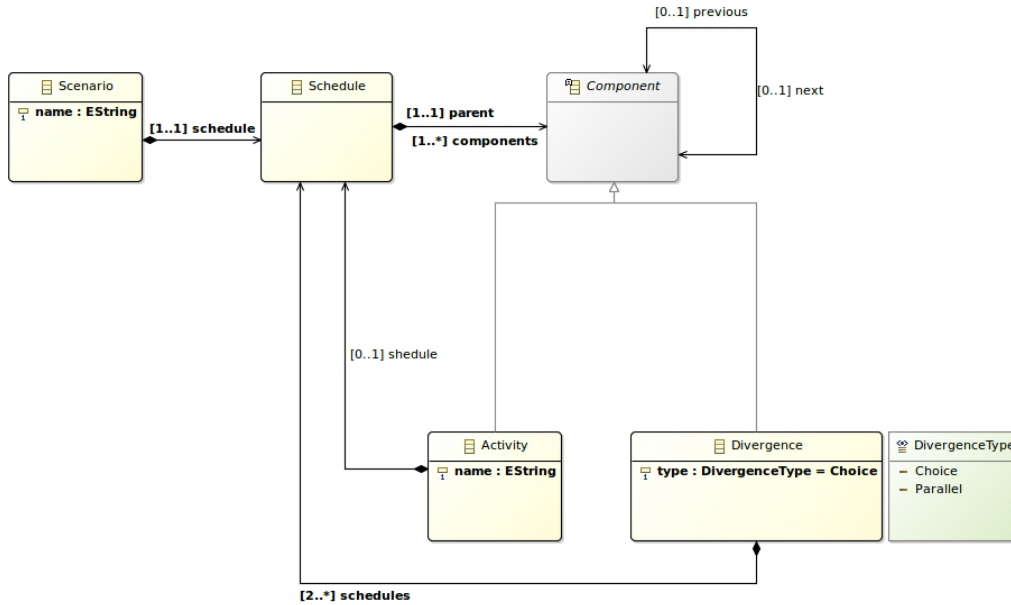 [0..1] previous
Scenario
name : EString
[1..1] schedule
Schedule
[1..1] parent
[1..*] components
Component
[0..1] next
[0..1] shedule
Activity
name : EString
Divergence
type : DivergenceType = Choice
DivergenceType
Choice
Parallel
[2..*] schedules